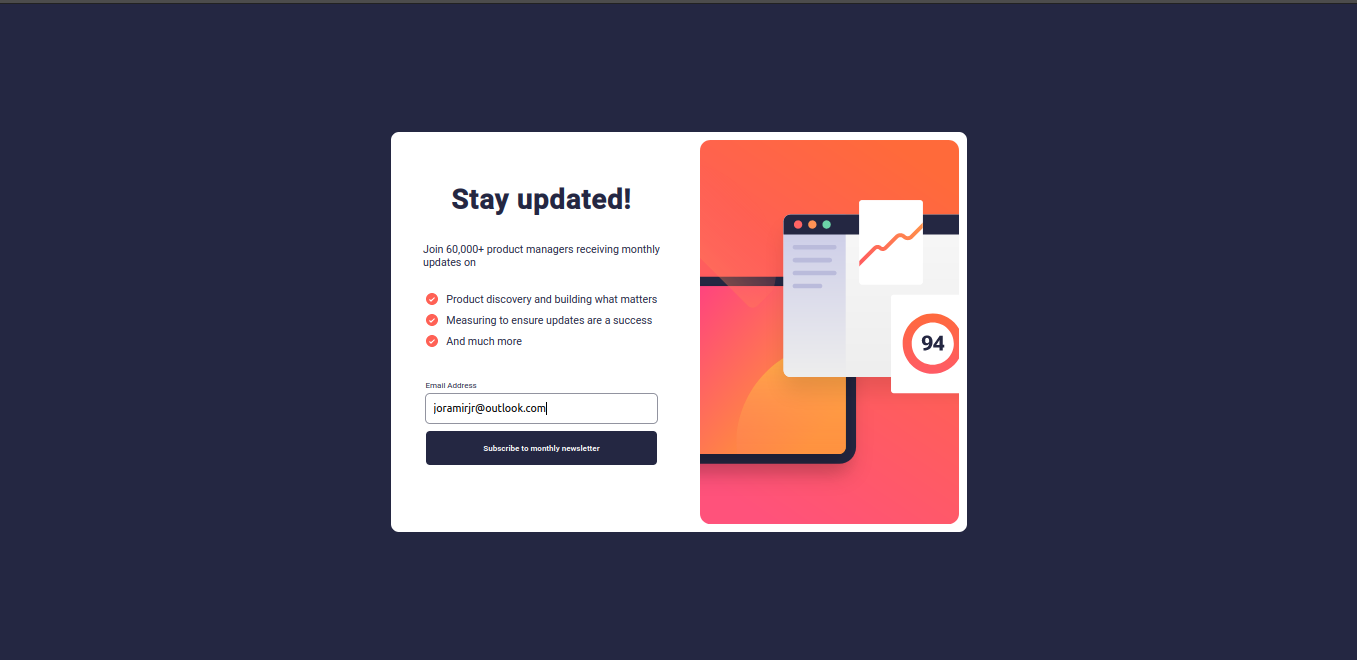 Stay updated!
Join 60,000+ product managers receiving monthly
updates on
Product discovery and building what matters
Measuring to ensure updates are a success
And much more
Email Address
joramirjr@outlook.com
Subscribe to monthly newsletter
94